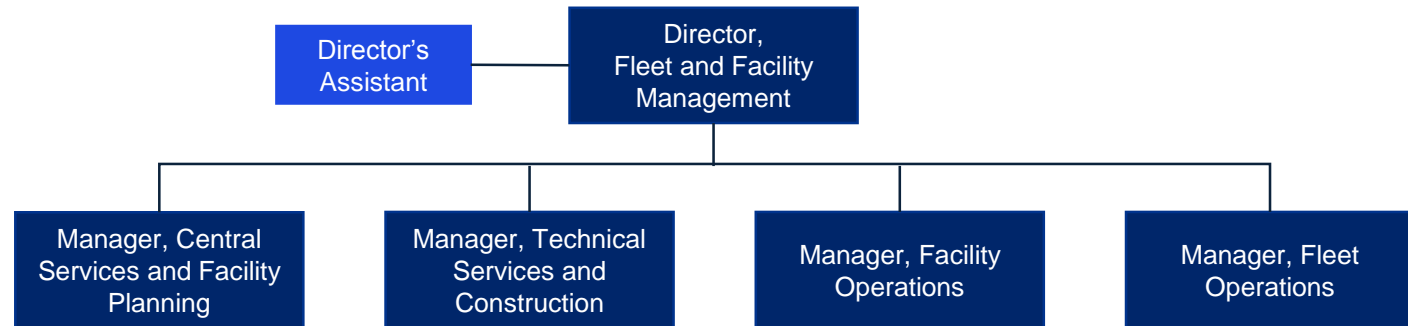 Director’s
Assistant
Director,
Fleet and Facility
Management
Manager, Central
Services and Facility
Planning
Manager, Technical
Services and
Construction
Manager, Facility
Operations
Manager, Fleet
Operations